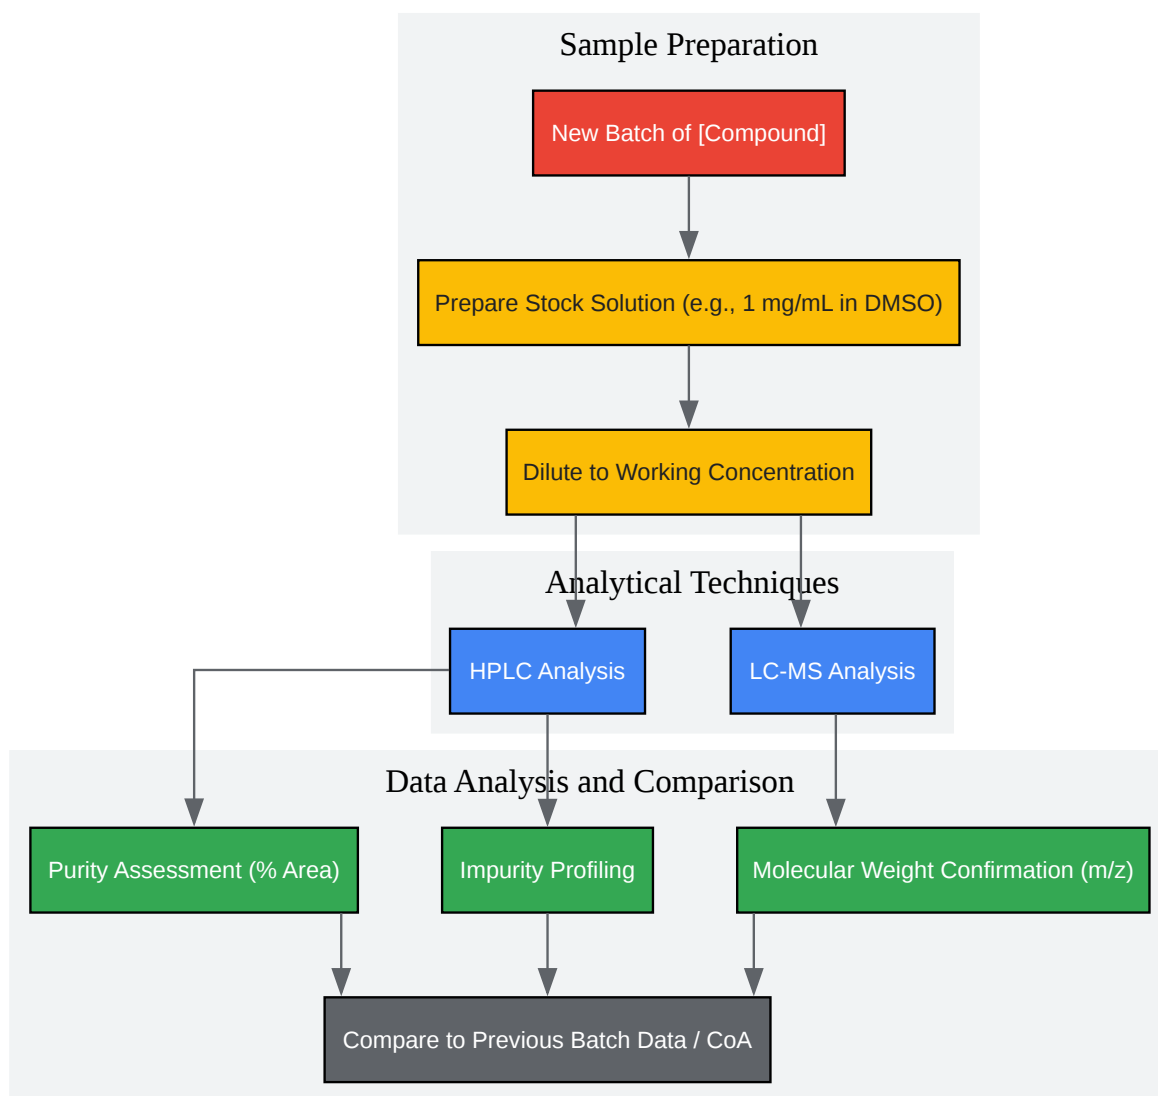 Sample Preparation
New Batch of [Compound]
Prepare Stock Solution (e.g., 1 mg/mL in DMSO)
Dilute to Working Concentration
Analytical Techniques
HPLC Analysis
LC-MS Analysis
Data Analysis and Comparison
Purity Assessment (% Area)
Impurity Profiling
Molecular Weight Confirmation (m/z)
Compare to Previous Batch Data / CoA